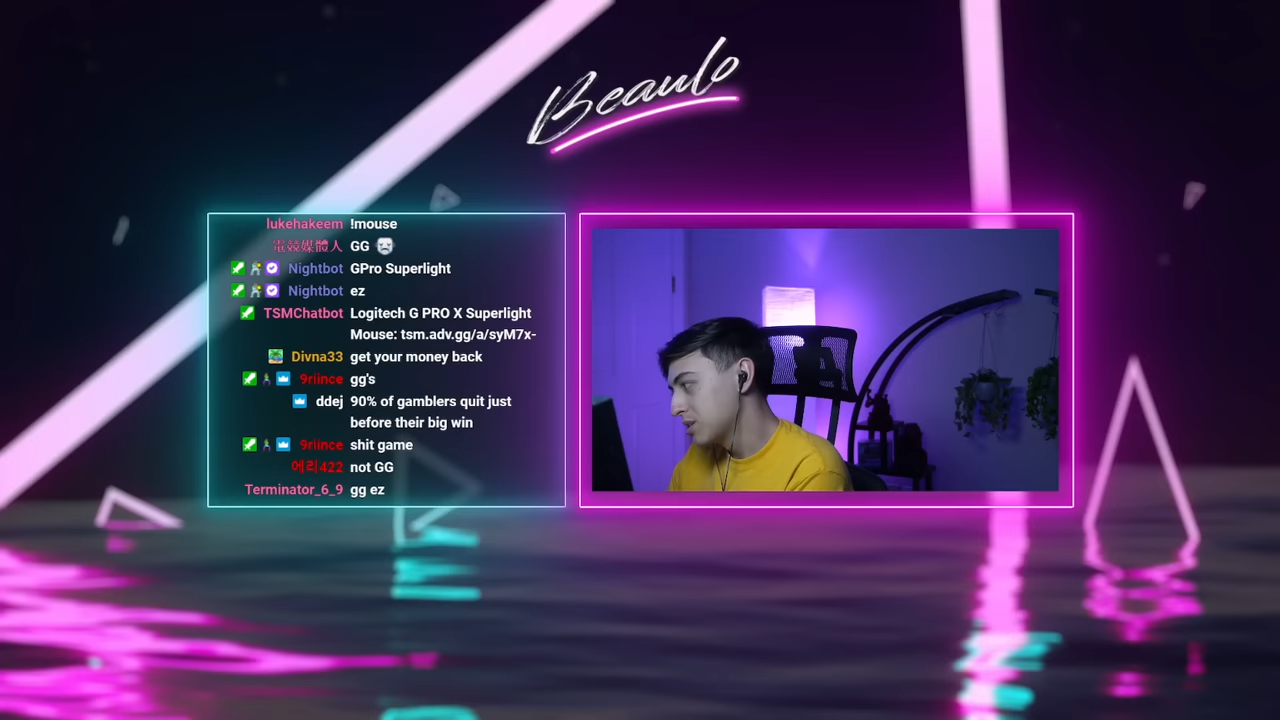 Beaulo
lukehakeem !mouse
電競媒體人 GG
Nightbot GPro Superlight
Nightbot ez
TSMChatbot Logitech G PRO X Superlight
Mouse: tsm.adv.gg/a/syM7x-
Divna33 get your money back
9riince gg's
ddej 90% of gamblers quit just
before their big win
9riince shit game
에리422 not GG
Terminator_6_9 gg ez